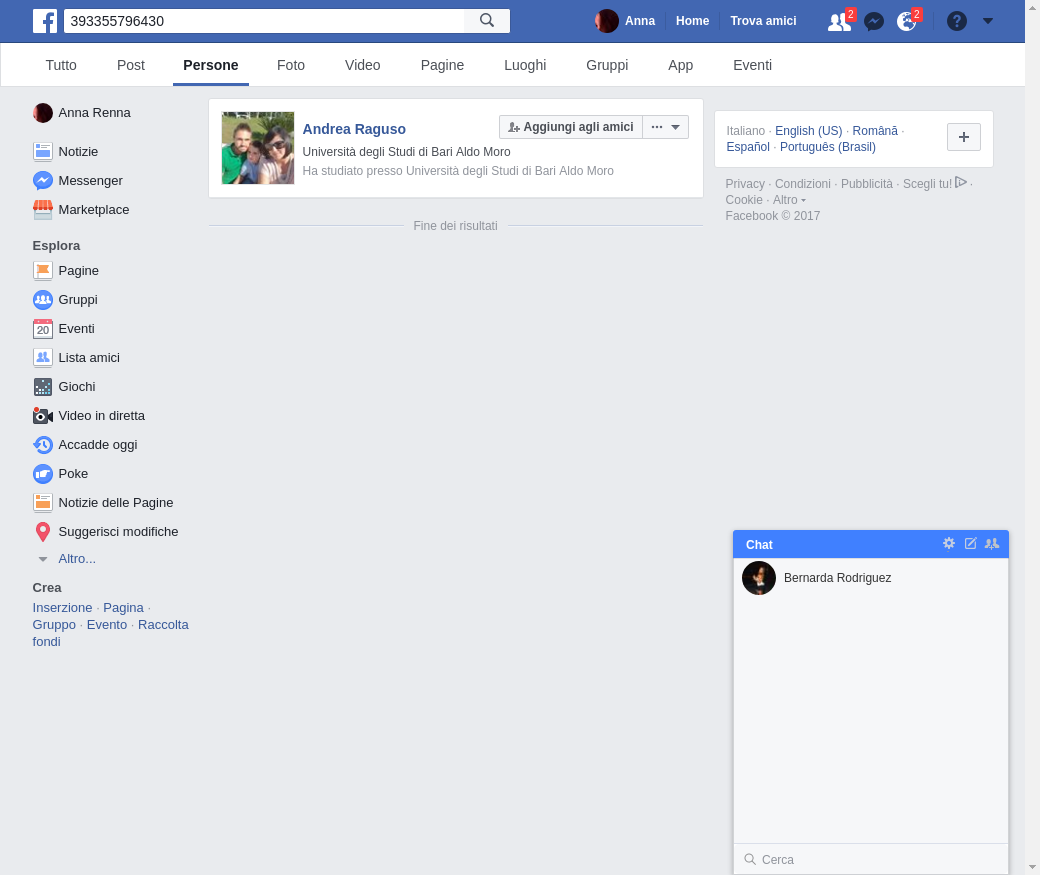 393355796430
Anna
Home
Trova amici
2
2
Tutto
Post
Persone
Foto
Video
Pagine
Luoghi
Gruppi
App
Eventi
Anna Renna
Notizie
Messenger
Marketplace
Esplora
Pagine
Gruppi
20
Eventi
Lista amici
Giochi
Video in diretta
Accadde oggi
Poke
Notizie delle Pagine
Suggerisci modifiche
Altro...
Crea
Inserzione · Pagina ·
Gruppo · Evento · Raccolta
fondi
Andrea Raguso
Aggiungi agli amici
Università degli Studi di Bari Aldo Moro
Ha studiato presso Università degli Studi di Bari Aldo Moro
Fine dei risultati
Italiano · English (US) · Română ·
Español · Português (Brasil)
Privacy · Condizioni · Pubblicità · Scegli tu! ·
Cookie · Altro
Facebook © 2017
Chat
Bernarda Rodriguez
Cerca